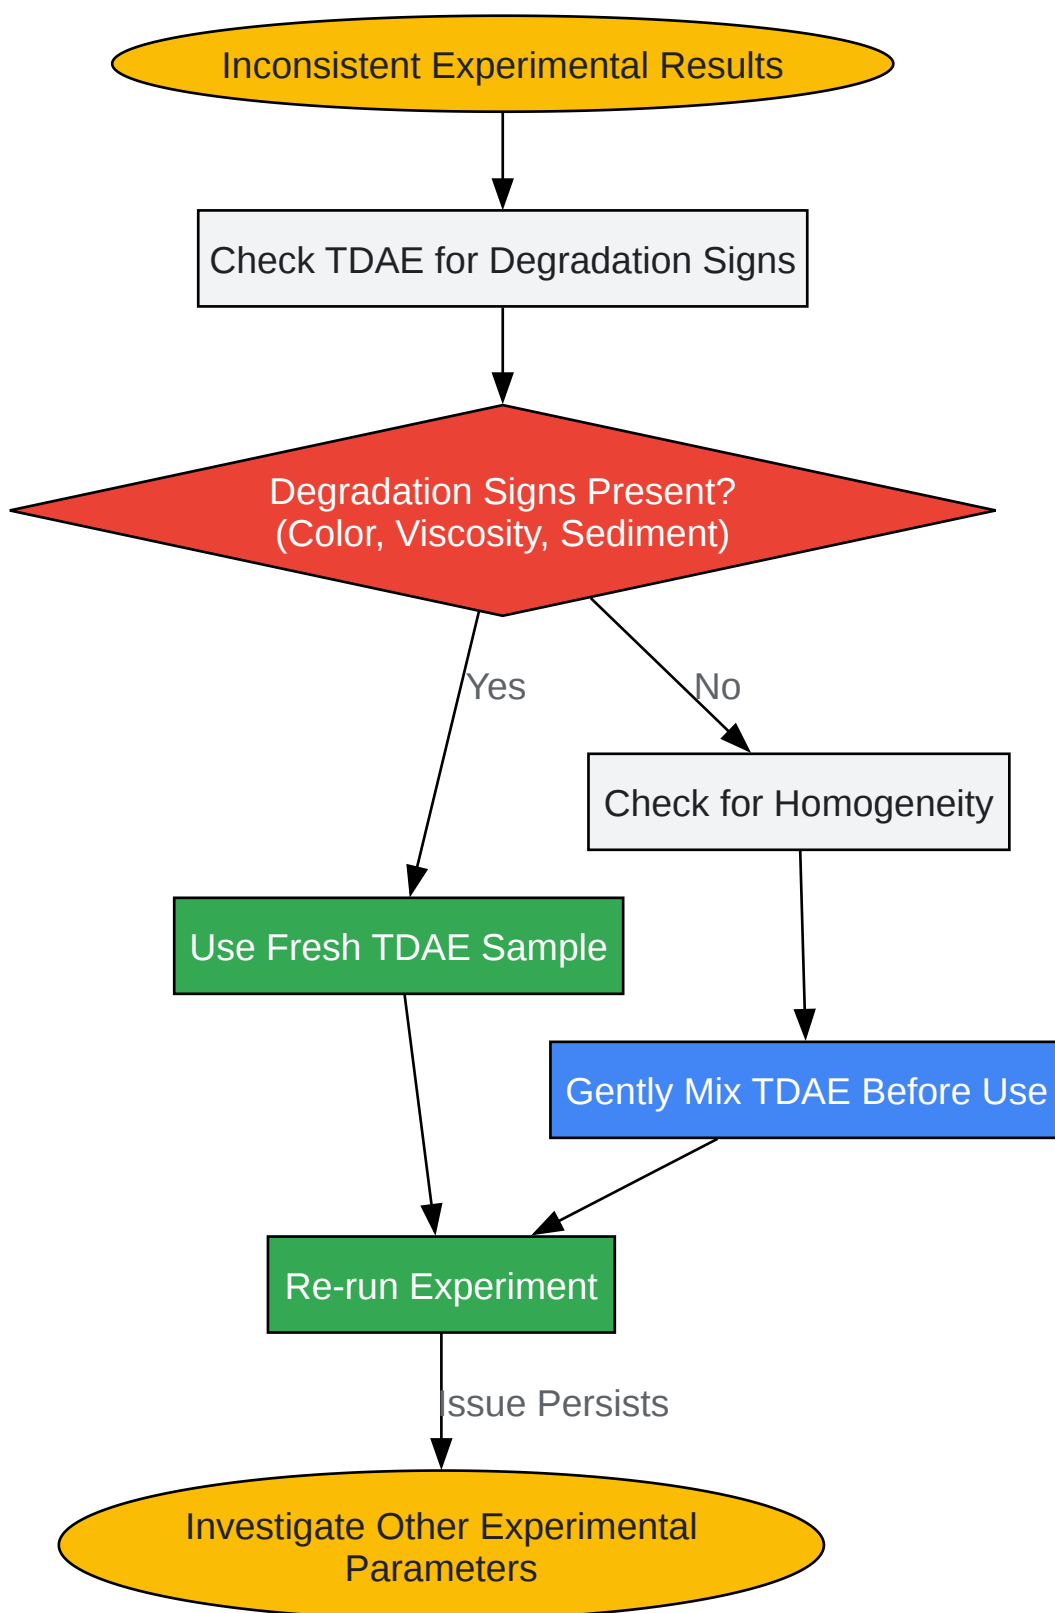 Inconsistent Experimental Results
Check TDAE for Degradation Signs
Degradation Signs Present?
(Color, Viscosity, Sediment)
Yes
No
Check for Homogeneity
Use Fresh TDAE Sample
Gently Mix TDAE Before Use
Re-run Experiment
Issue Persists
Investigate Other Experimental
Parameters